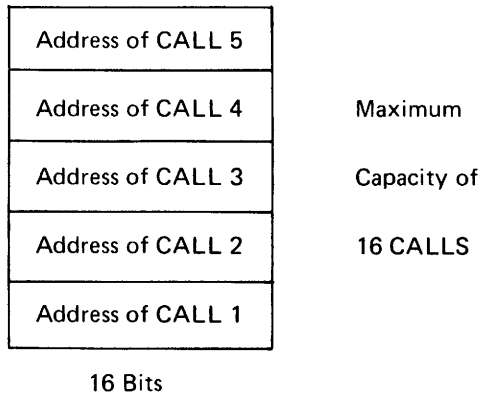 Address of CALL 5
Address of CALL 4
Maximum
Address of CALL 3
Capacity of
Address of CALL 2
16 CALLS
Address of CALL 1
16 Bits